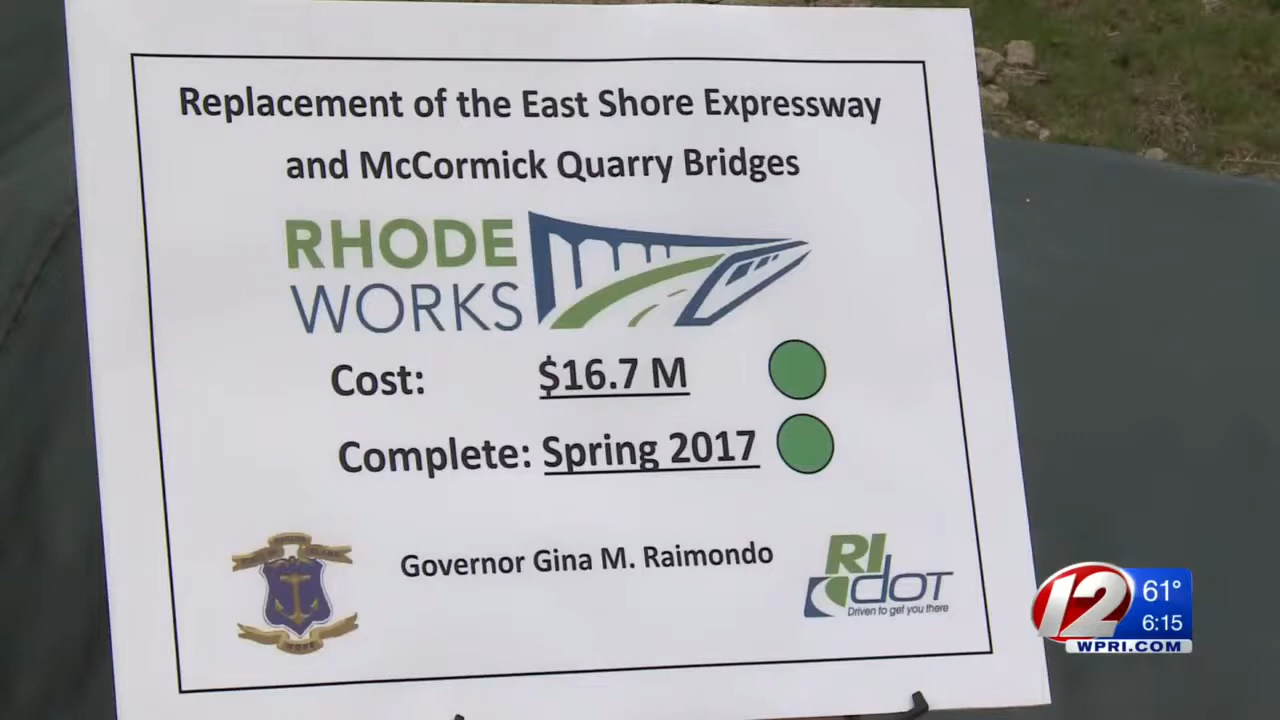 Replacement of the East Shore Expressway
and McCormick Quarry Bridges
RHODE
WORKS
Cost: $16.7 M
Complete: Spring 2017
Governor Gina M. Raimondo
HOPE
RI
DOT
Driven to get you there
12
61°
6:15
WPRI.COM